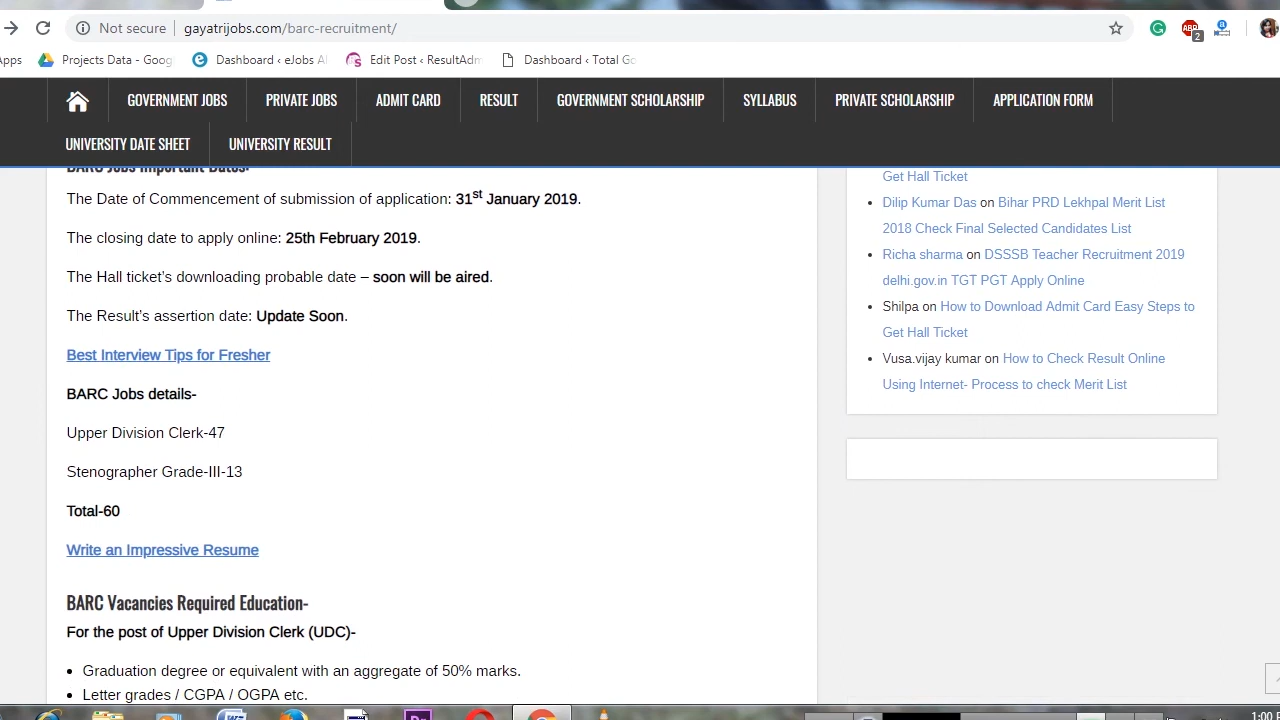 Not secure gayatrijobs.com/barc-recruitment/
ABP 2
Apps Projects Data - Goog Dashboard ‹ eJobs Al Edit Post ‹ ResultAdm Dashboard ‹ Total Go
GOVERNMENT JOBS PRIVATE JOBS ADMIT CARD RESULT GOVERNMENT SCHOLARSHIP SYLLABUS PRIVATE SCHOLARSHIP APPLICATION FORM
UNIVERSITY DATE SHEET UNIVERSITY RESULT
BARC Jobs Important Dates-
The Date of Commencement of submission of application: 31st January 2019.
The closing date to apply online: 25th February 2019.
The Hall ticket's downloading probable date – soon will be aired.
The Result's assertion date: Update Soon.
Best Interview Tips for Fresher
BARC Jobs details-
Upper Division Clerk-47
Stenographer Grade-III-13
Total-60
Write an Impressive Resume
BARC Vacancies Required Education-
For the post of Upper Division Clerk (UDC)-
• Graduation degree or equivalent with an aggregate of 50% marks.
• Letter grades / CGPA / OGPA etc.
Get Hall Ticket
• Dilip Kumar Das on Bihar PRD Lekhpal Merit List
2018 Check Final Selected Candidates List
• Richa sharma on DSSSB Teacher Recruitment 2019
delhi.gov.in TGT PGT Apply Online
• Shilpa on How to Download Admit Card Easy Steps to
Get Hall Ticket
• Vusa.vijay kumar on How to Check Result Online
Using Internet- Process to check Merit List
1:00